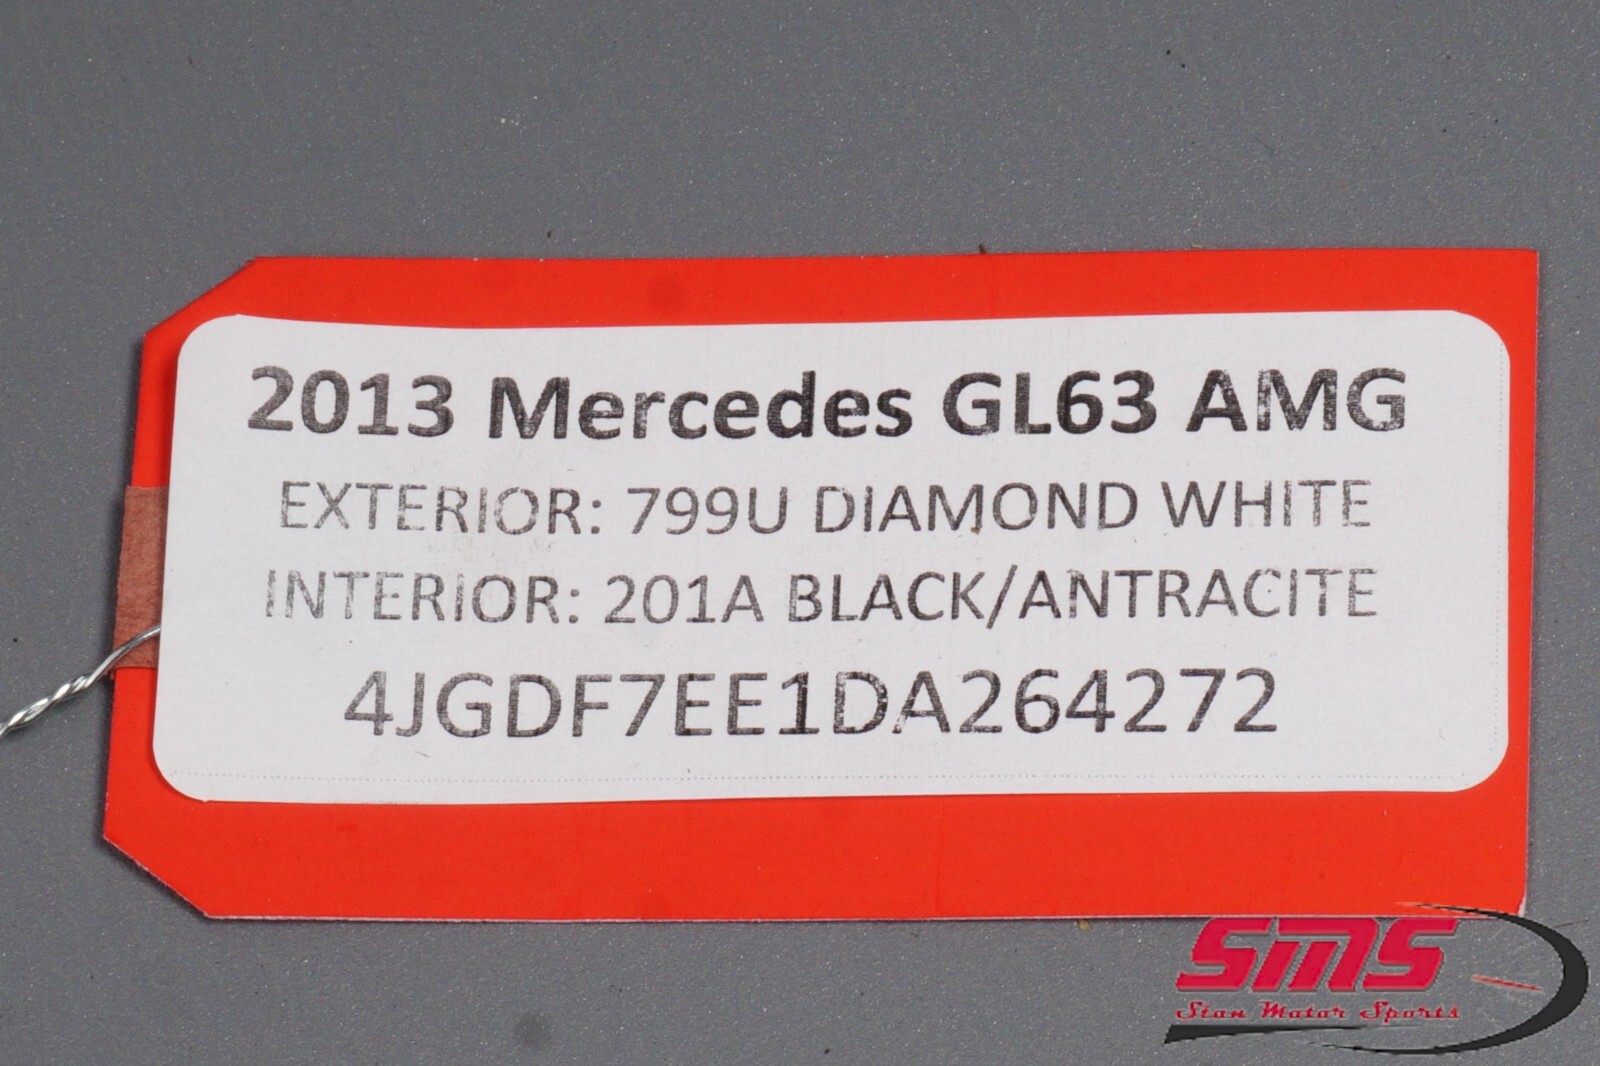 2013 Mercedes GL63 AMG
EXTERIOR: 799U DIAMOND WHITE
INTERIOR: 201A BLACK/ANTRACITE
4JGDF7EE1DA264272
SMS
Stan Motor Sports